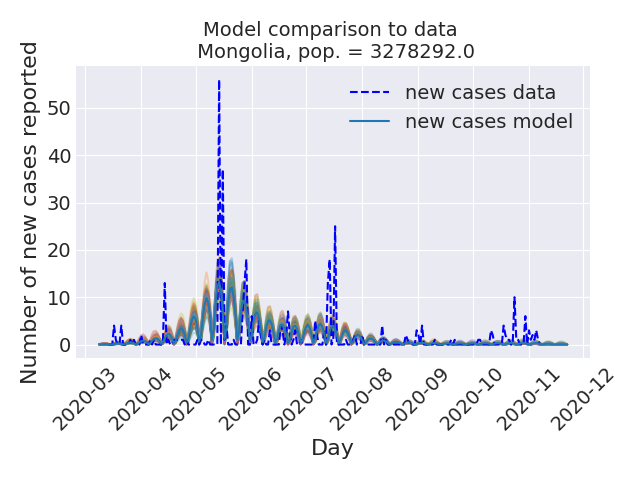 Model comparison to data
Mongolia, pop. = 3278292.0
Number of new cases reported
50
40
30
20
10
0
new cases data
new cases model
2020-03
2020-04
2020-05
2020-06
2020-07
2020-08
2020-09
2020-10
2020-11
2020-12
Day